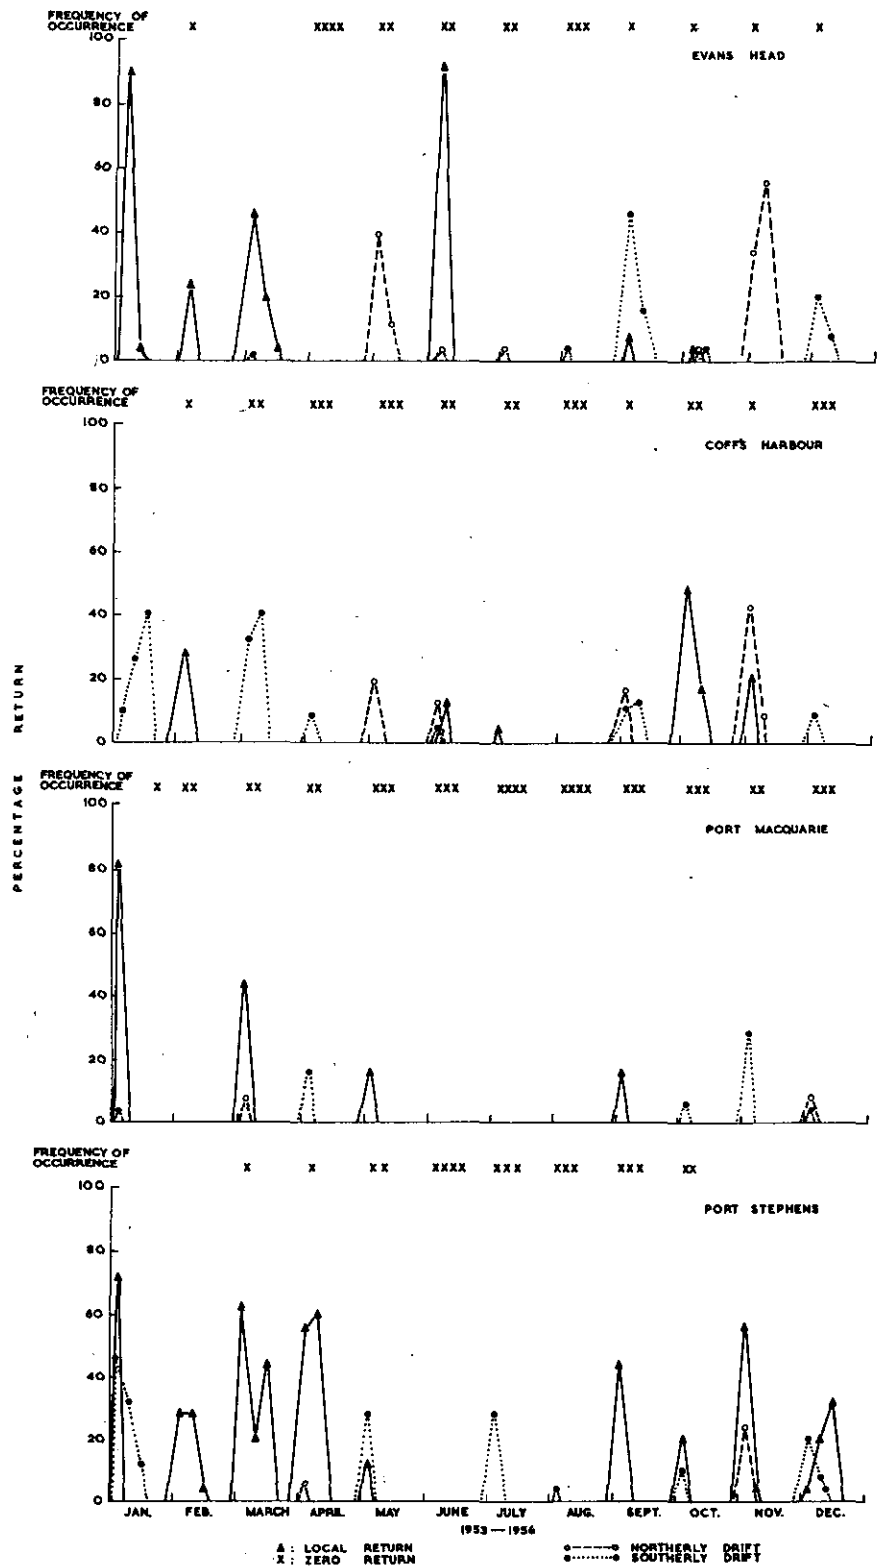 FREQUENCY OF
OCCURRENCE X XXXX XX XX XX XXX X X X X
100
EVANS HEAD
80
60
40
20
0
FREQUENCY OF
OCCURRENCE X XX XXX XXX XX XX XXX X XX X XXX
100
COFFS HARBOUR
80
60
40
20
0
PERCENTAGE RETURN
FREQUENCY OF
OCCURRENCE X XX XX XX XXX XXX XXXX XXXX XXX XXX XX XXX
100
PORT MACQUARIE
80
60
40
20
0
FREQUENCY OF
OCCURRENCE X X XX XXXX XXX XXX XXX XX
100
PORT STEPHENS
80
60
40
20
0
JAN. FEB. MARCH APRIL MAY JUNE JULY AUG. SEPT. OCT. NOV. DEC.
1953—1956
▲ : LOCAL RETURN
X : ZERO RETURN
NORTHERLY DRIFT
SOUTHERLY DRIFT